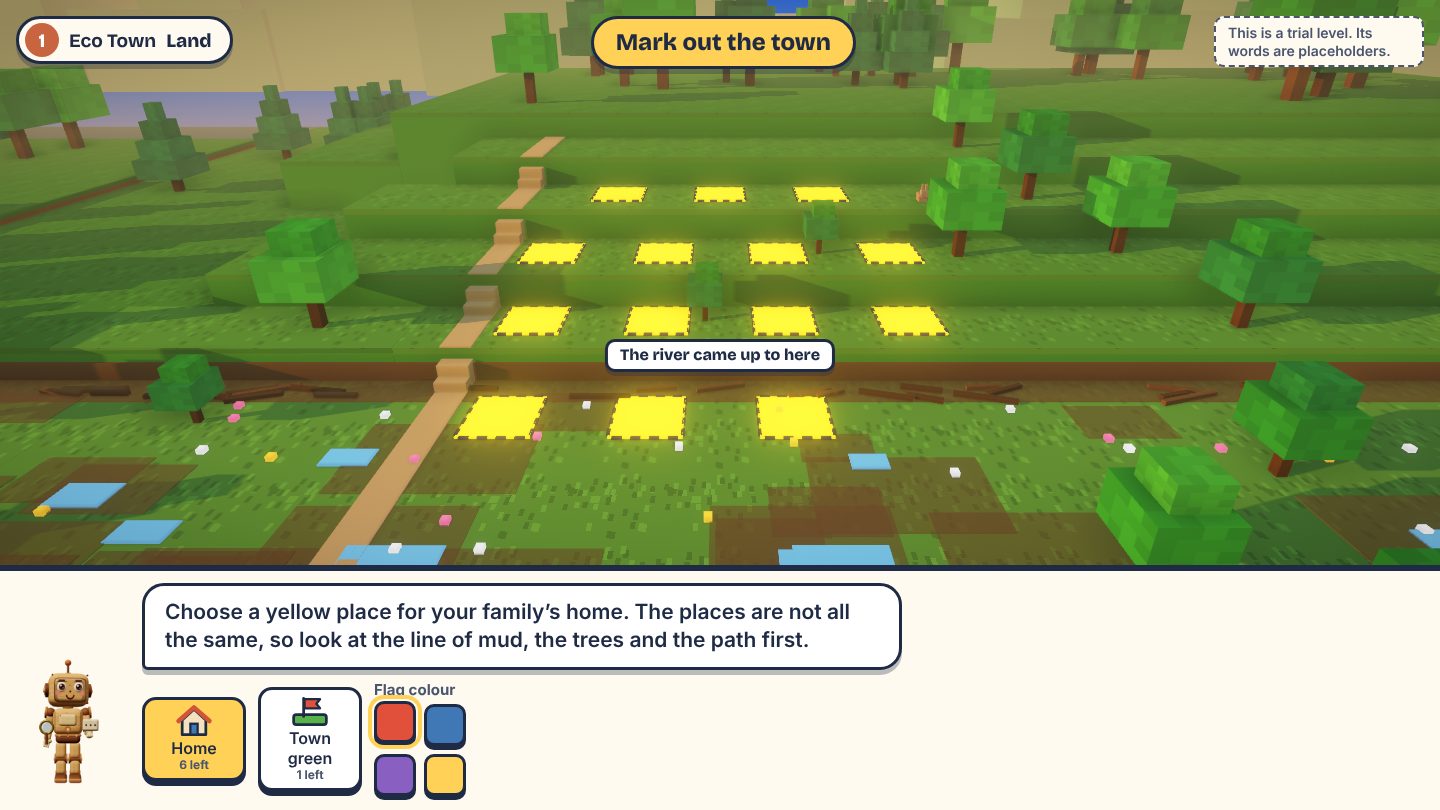 1 Eco Town Land
Mark out the town
This is a trial level. Its
words are placeholders.
The river came up to here
Choose a yellow place for your family’s home. The places are not all
the same, so look at the line of mud, the trees and the path first.
Flag colour
Home
6 left
Town
green
1 left